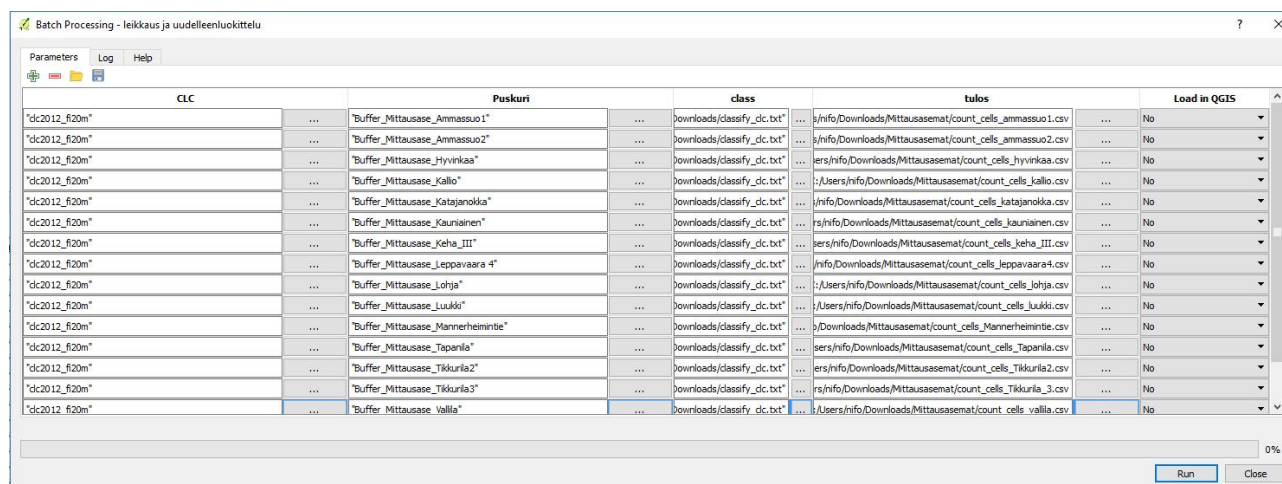 Batch Processing - leikkaus ja uudelleenluokittelu ?
Parameters Log Help
CLC Puskuri class tulos Load in QGIS
"clc2012_fi20m" ... "Buffer_Mittausase_Ammassuo1" ... Downloads/classify_clc.txt" ... s/nifo/Downloads/Mittausasemat/count_cells_ammassuo1.csv ... No
"clc2012_fi20m" ... "Buffer_Mittausase_Ammassuo2" ... Downloads/classify_clc.txt" ... s/nifo/Downloads/Mittausasemat/count_cells_ammassuo2.csv ... No
"clc2012_fi20m" ... "Buffer_Mittausase_Hyvinkaa" ... Downloads/classify_clc.txt" ... sers/nifo/Downloads/Mittausasemat/count_cells_hyvinkaa.csv ... No
"clc2012_fi20m" ... "Buffer_Mittausase_Kallio" ... Downloads/classify_clc.txt" ... :/Users/nifo/Downloads/Mittausasemat/count_cells_kallio.csv ... No
"clc2012_fi20m" ... "Buffer_Mittausase_Katajanokka" ... Downloads/classify_clc.txt" ... /nifo/Downloads/Mittausasemat/count_cells_katajanokka.csv ... No
"clc2012_fi20m" ... "Buffer_Mittausase_Kauniainen" ... Downloads/classify_clc.txt" ... rs/nifo/Downloads/Mittausasemat/count_cells_kauniainen.csv ... No
"clc2012_fi20m" ... "Buffer_Mittausase_Keha_III" ... Downloads/classify_clc.txt" ... sers/nifo/Downloads/Mittausasemat/count_cells_keha_III.csv ... No
"clc2012_fi20m" ... "Buffer_Mittausase_Leppavaara 4" ... Downloads/classify_clc.txt" ... /nifo/Downloads/Mittausasemat/count_cells_leppavaara4.csv ... No
"clc2012_fi20m" ... "Buffer_Mittausase_Lohja" ... Downloads/classify_clc.txt" ... :/Users/nifo/Downloads/Mittausasemat/count_cells_lohja.csv ... No
"clc2012_fi20m" ... "Buffer_Mittausase_Luukki" ... Downloads/classify_clc.txt" ... :/Users/nifo/Downloads/Mittausasemat/count_cells_luukki.csv ... No
"clc2012_fi20m" ... "Buffer_Mittausase_Mannerheimintie" ... Downloads/classify_clc.txt" ... o/Downloads/Mittausasemat/count_cells_Mannerheimintie.csv ... No
"clc2012_fi20m" ... "Buffer_Mittausase_Tapanila" ... Downloads/classify_clc.txt" ... sers/nifo/Downloads/Mittausasemat/count_cells_Tapanila.csv ... No
"clc2012_fi20m" ... "Buffer_Mittausase_Tikkurila2" ... Downloads/classify_clc.txt" ... ers/nifo/Downloads/Mittausasemat/count_cells_Tikkurila2.csv ... No
"clc2012_fi20m" ... "Buffer_Mittausase_Tikkurila3" ... Downloads/classify_clc.txt" ... rs/nifo/Downloads/Mittausasemat/count_cells_Tikkurila_3.csv ... No
"clc2012_fi20m" ... "Buffer_Mittausase_Vallila" ... Downloads/classify_clc.txt" ... :/Users/nifo/Downloads/Mittausasemat/count_cells_vallila.csv ... No
0%
Run Close